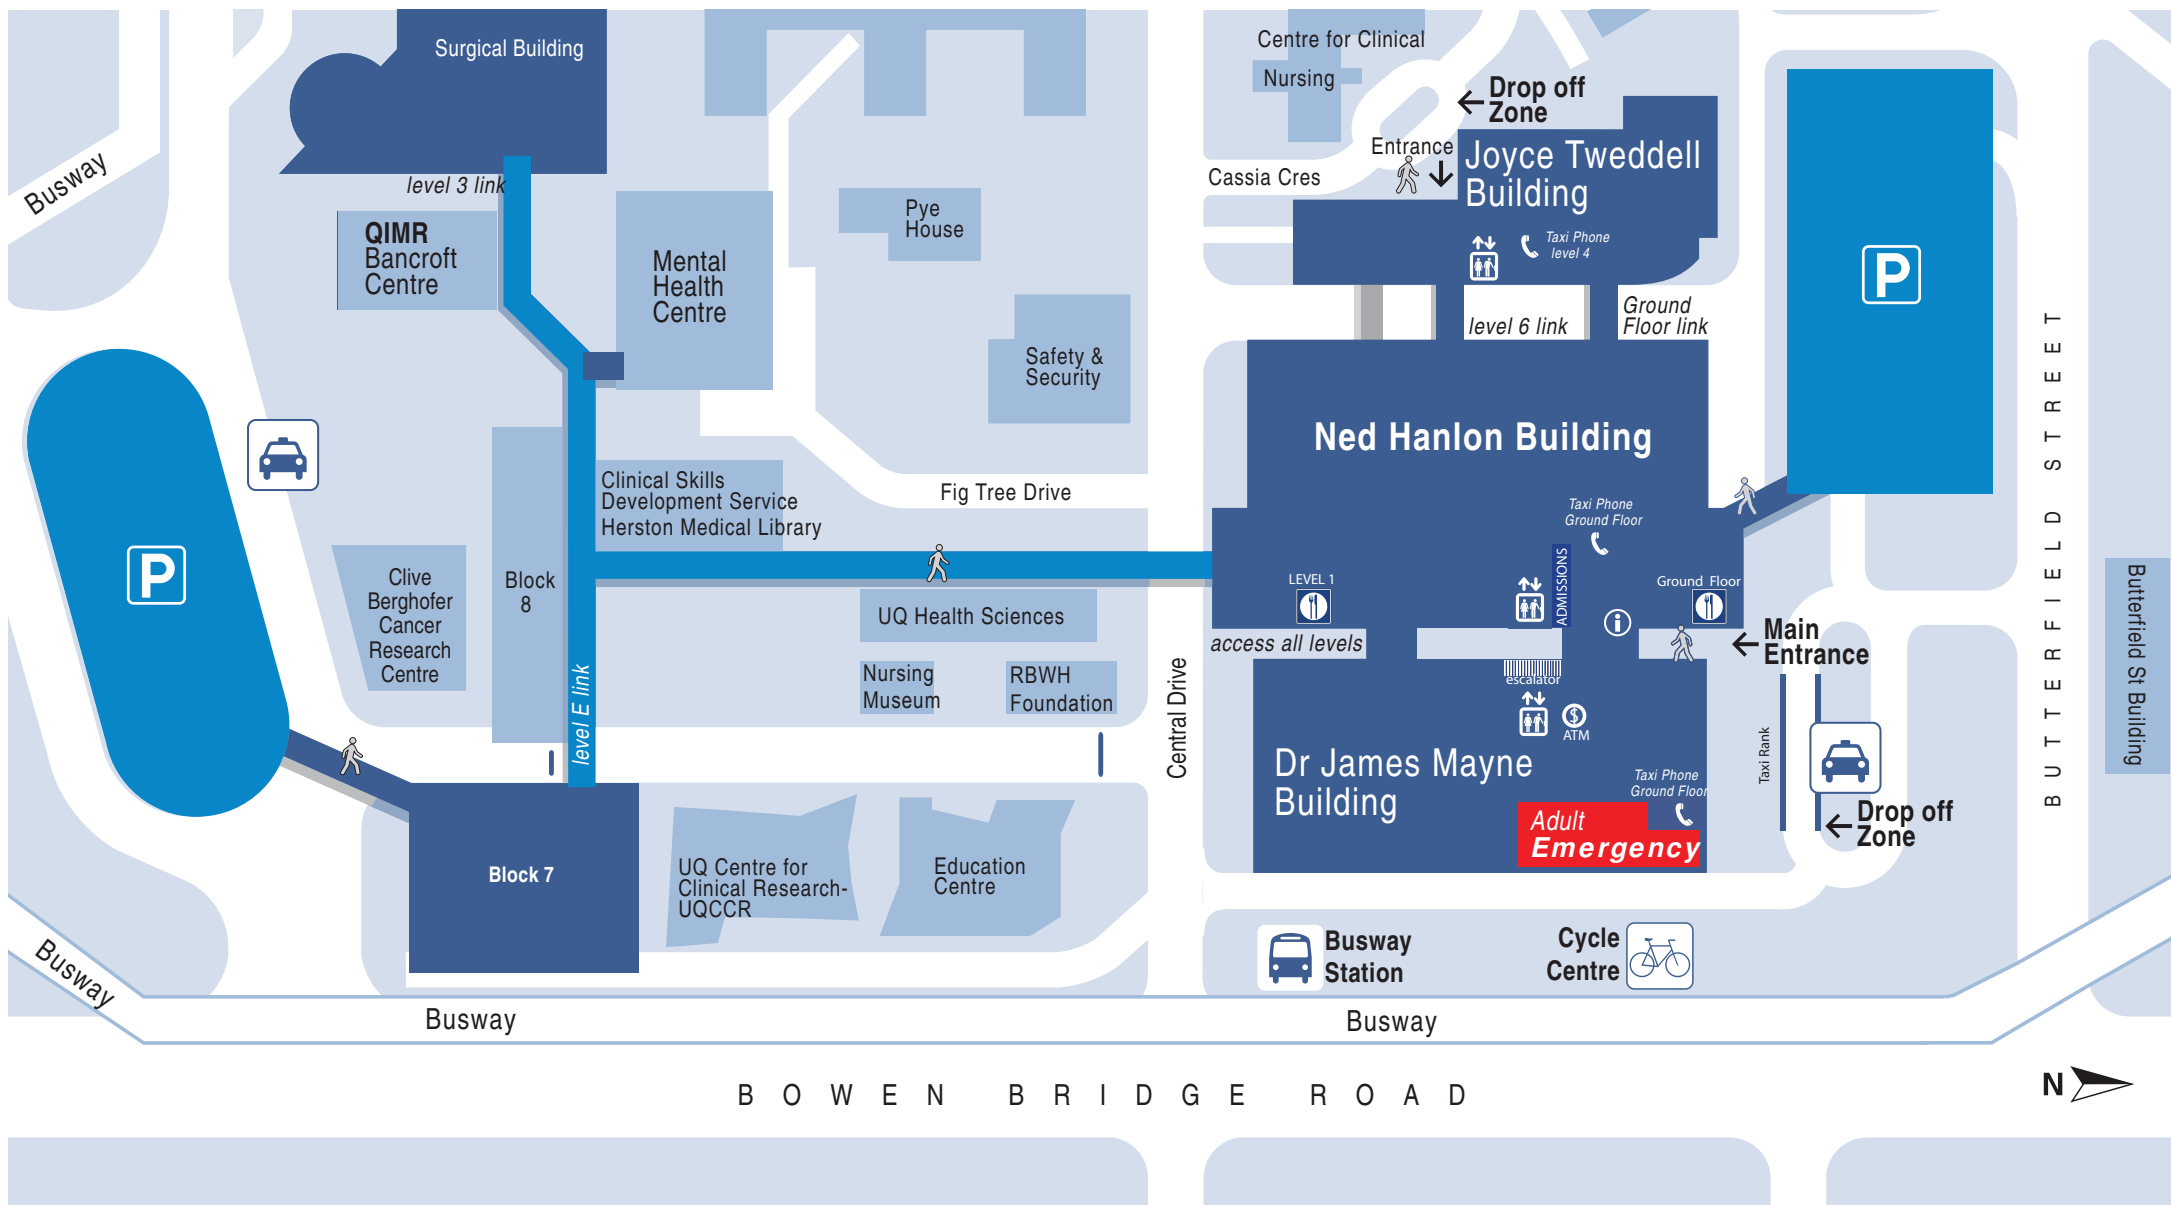 Surgical Building
Centre for Clinical
Nursing
Drop off
Zone
Entrance
Joyce Tweddell
Building
Busway
level 3 link
Cassia Cres
QIMR
Bancroft
Centre
Pye
House
Taxi Phone
level 4
Mental
Health
Centre
P
level 6 link
Ground
Floor link
Safety &
Security
BUTTERFIELD STREET
Ned Hanlon Building
Clinical Skills
Development Service
Herston Medical Library
Fig Tree Drive
Taxi Phone
Ground Floor
P
Clive
Berghofer
Cancer
Research
Centre
Block
8
LEVEL 1
ADMISSIONS
Ground Floor
i
UQ Health Sciences
access all levels
Main
Entrance
Butterfield St Building
level E link
Nursing
Museum
RBWH
Foundation
Central Drive
escalator
$
ATM
Taxi Rank
Dr James Mayne
Building
Taxi Phone
Ground Floor
Adult
Emergency
Drop off
Zone
Block 7
UQ Centre for
Clinical Research-
UQCCR
Education
Centre
Busway
Busway
Station
Cycle
Centre
Busway
Busway
BOWEN BRIDGE ROAD
N